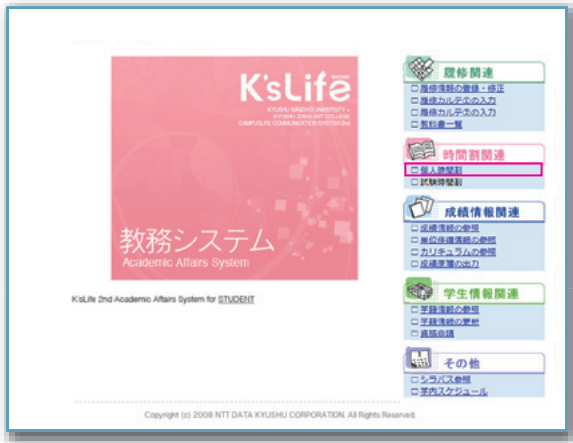 K'sLife
KYUSHU SANGYO UNIVERSITY +
KYUSHU ZOKEI ART COLLEGE
CAMPUSLIFE COMMUNICATION SYSTEM 2nd
教務システム
Academic Affairs System
K'sLife 2nd Academic Affairs System for STUDENT
履修関連
履修情報の登録・修正
履修カルテ①の入力
履修カルテ②の入力
教科書一覧
時間割関連
個人時間割
試験時間割
成績情報関連
成績情報の参照
単位修得情報の参照
カリキュラムの参照
成績原簿の出力
学生情報関連
学籍情報の参照
学籍情報の更新
資格申請
その他
シラバス参照
学内スケジュール
Copyright (c) 2008 NTT DATA KYUSHU CORPORATION. All Rights Reserved.